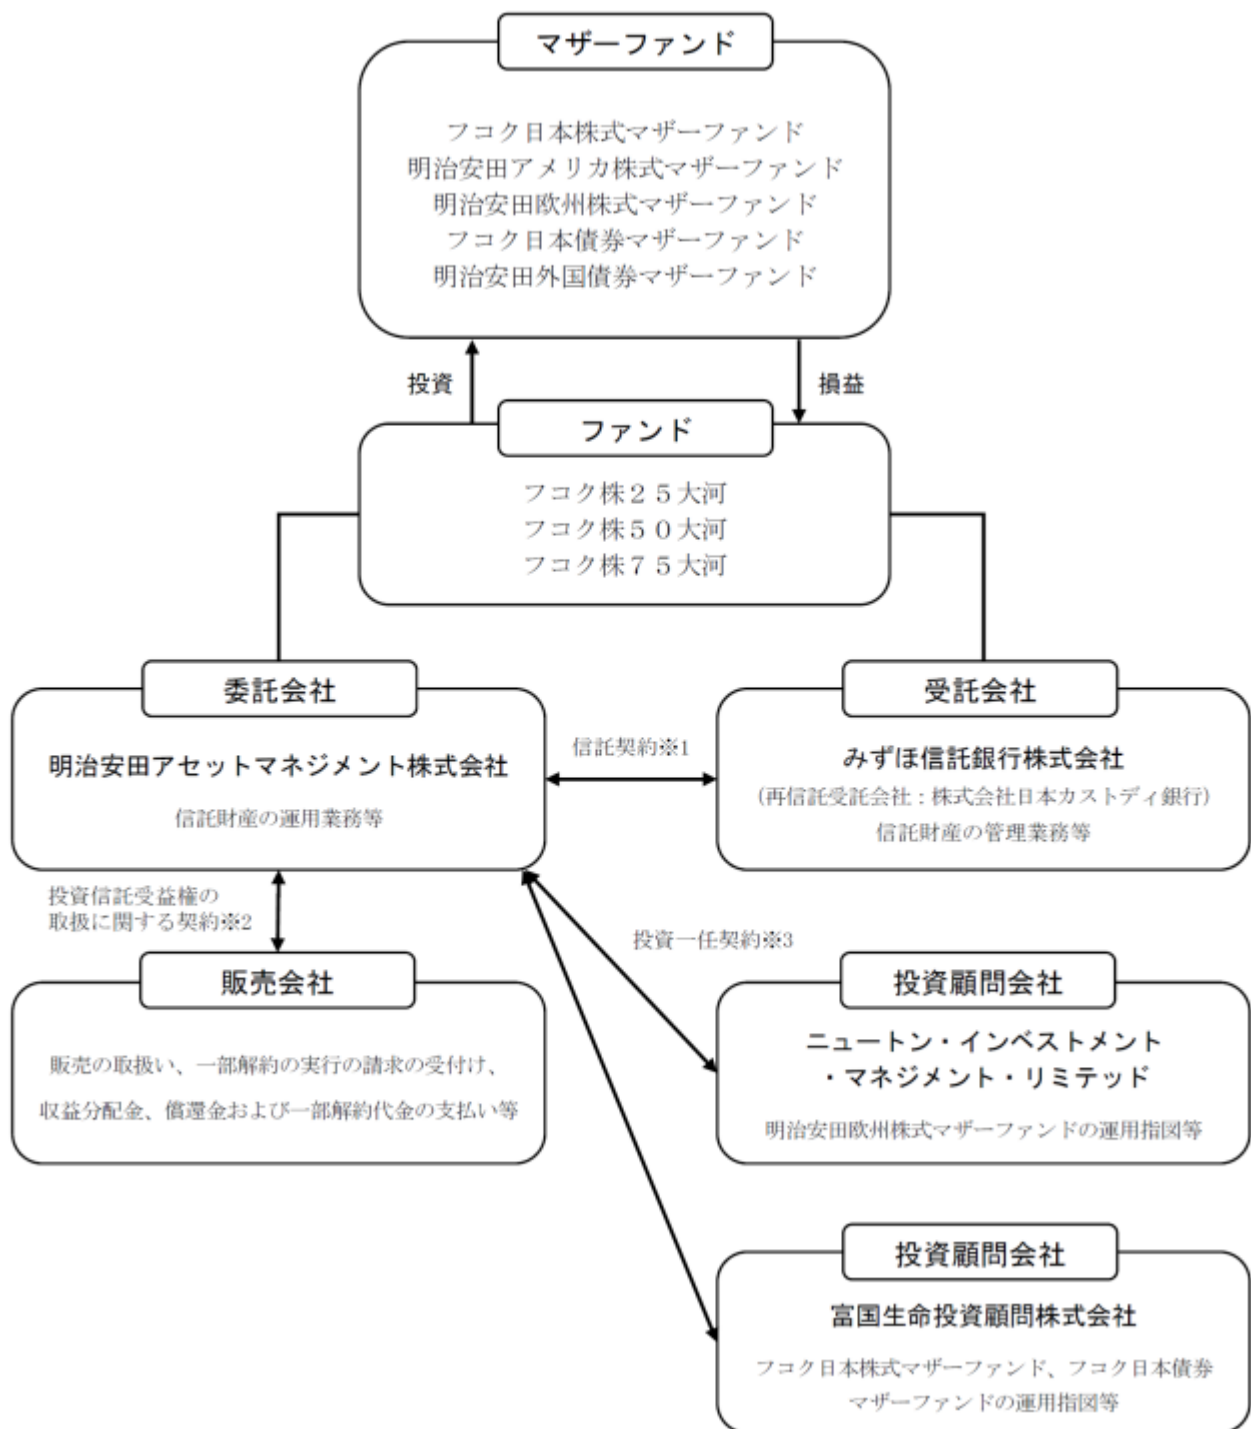 マザーファンド
フコク日本株式マザーファンド
明治安田アメリカ株式マザーファンド
明治安田欧州株式マザーファンド
フコク日本債券マザーファンド
明治安田外国債券マザーファンド
投資
損益
ファンド
フコク株２５大河
フコク株５０大河
フコク株７５大河
委託会社
明治安田アセットマネジメント株式会社
信託財産の運用業務等
信託契約※1
受託会社
みずほ信託銀行株式会社
(再信託受託会社：株式会社日本カストディ銀行)
信託財産の管理業務等
投資信託受益権の
取扱に関する契約※2
投資一任契約※3
販売会社
販売の取扱い、一部解約の実行の請求の受付け、
収益分配金、償還金および一部解約代金の支払い等
投資顧問会社
ニュートン・インベストメント
・マネジメント・リミテッド
明治安田欧州株式マザーファンドの運用指図等
投資顧問会社
富国生命投資顧問株式会社
フコク日本株式マザーファンド、フコク日本債券
マザーファンドの運用指図等